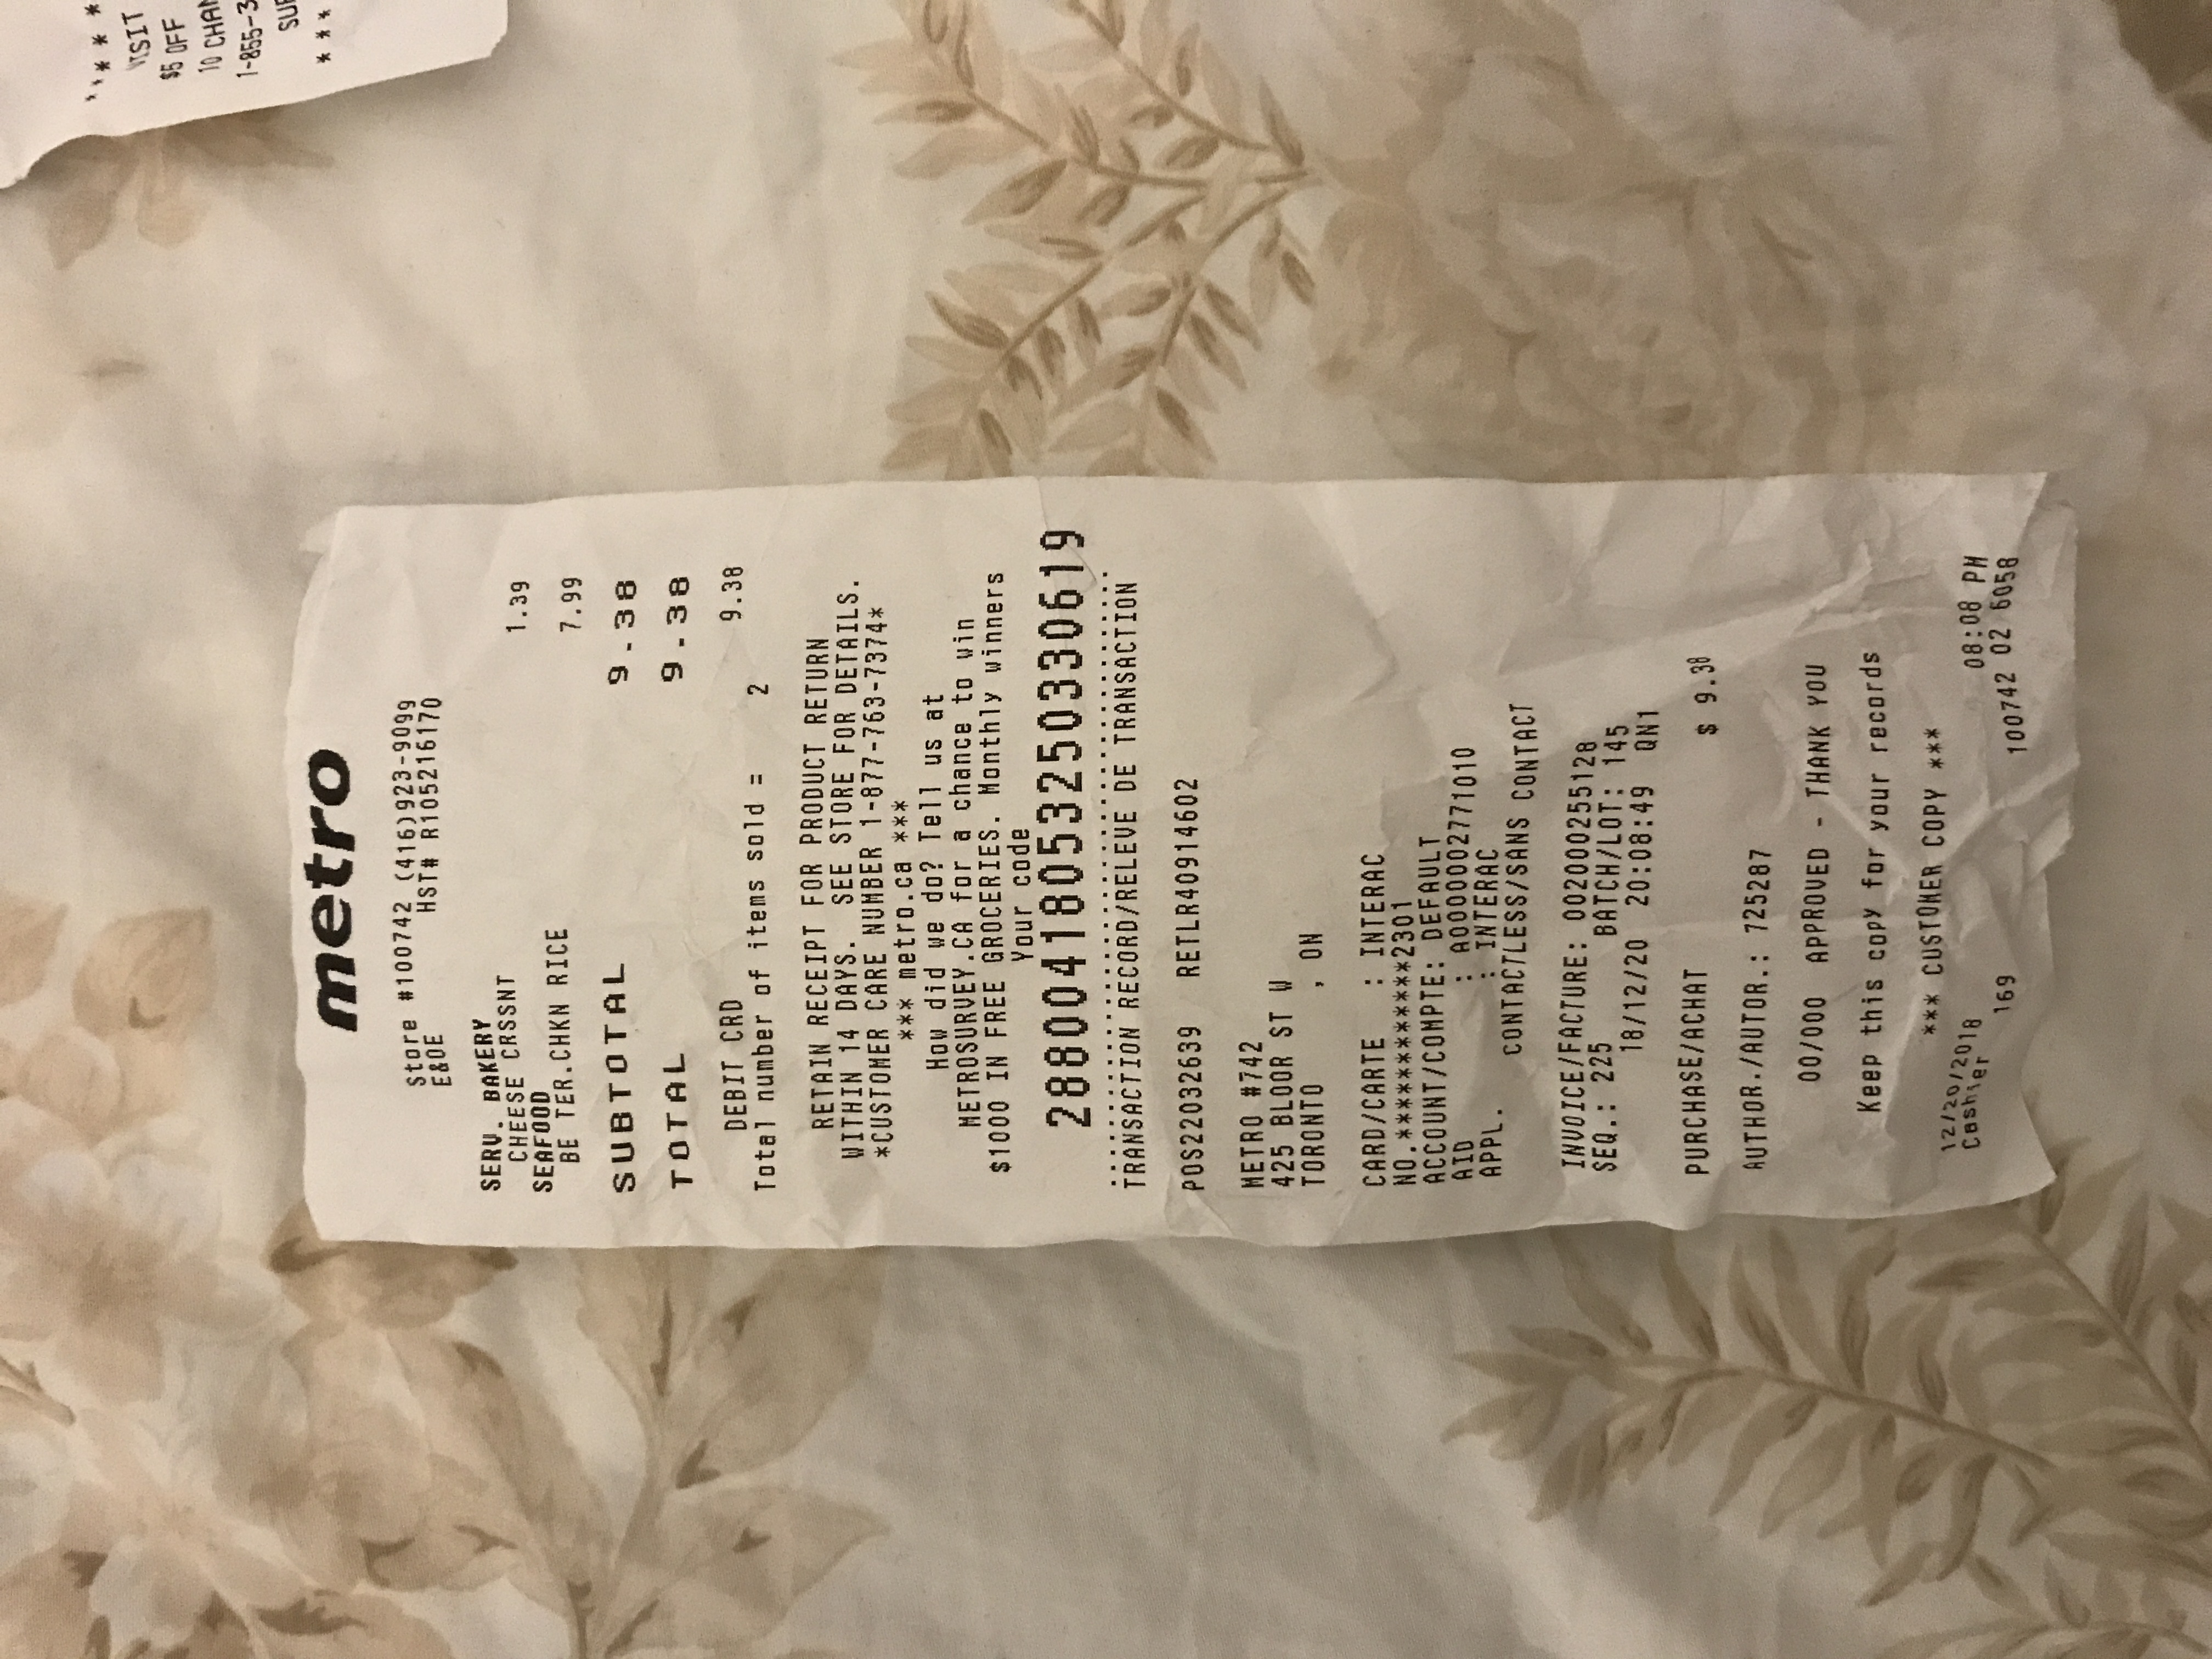 metro
Store #100742 (416)923-9099
E&OE HST# R105216170
SERV. BAKERY
CHEESE CRSSNT 1.39
SEAFOOD
BE TER.CHKN RICE 7.99
SUBTOTAL 9.38
TOTAL 9.38
DEBIT CRD 9.38
Total number of items sold = 2
RETAIN RECEIPT FOR PRODUCT RETURN
WITHIN 14 DAYS. SEE STORE FOR DETAILS.
*CUSTOMER CARE NUMBER 1-877-763-7374*
*** metro.ca ***
How did we do? Tell us at
METROSURVEY.CA for a chance to win
$1000 IN FREE GROCERIES. Monthly winners
Your code
28800418053250330619
........................................
TRANSACTION RECORD/RELEVE DE TRANSACTION
POS22032639 RETLR40914602
METRO #742
425 BLOOR ST W
TORONTO , ON
CARD/CARTE : INTERAC
NO.************2301
ACCOUNT/COMPTE: DEFAULT
AID : A0000002771010
APPL. : INTERAC
CONTACTLESS/SANS CONTACT
INVOICE/FACTURE: 002000255128
SEQ.: 225 BATCH/LOT: 145
18/12/20 20:08:49 QN1
PURCHASE/ACHAT $ 9.38
AUTHOR./AUTOR.: 725287
00/000 APPROVED - THANK YOU
Keep this copy for your records
*** CUSTOMER COPY ***
12/20/2018 08:08 PM
Cashier
169 100742 02 6058
* * * * *
VISIT
$5 OFF
10
1-855-3
* * *